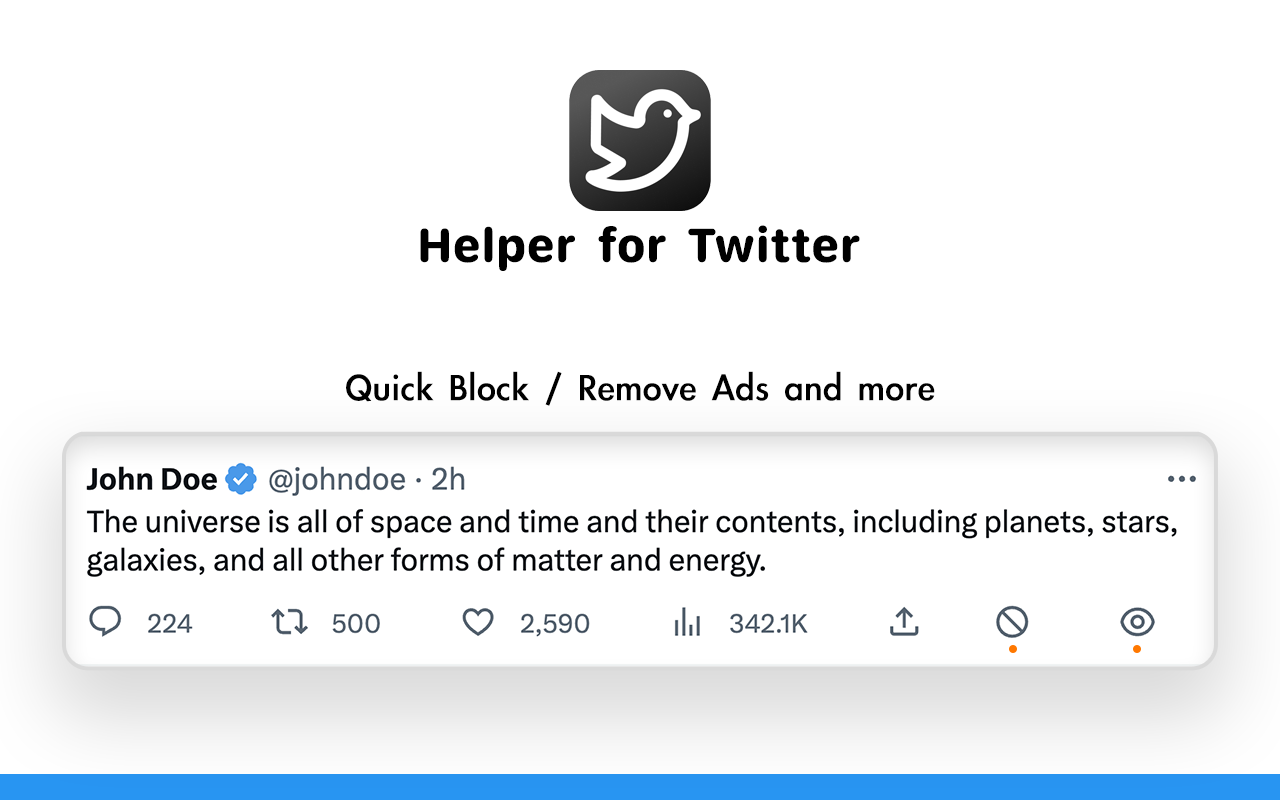 Helper for Twitter
Quick Block / Remove Ads and more
John Doe @johndoe · 2h
The universe is all of space and time and their contents, including planets, stars,
galaxies, and all other forms of matter and energy.
224 500 2,590 342.1K